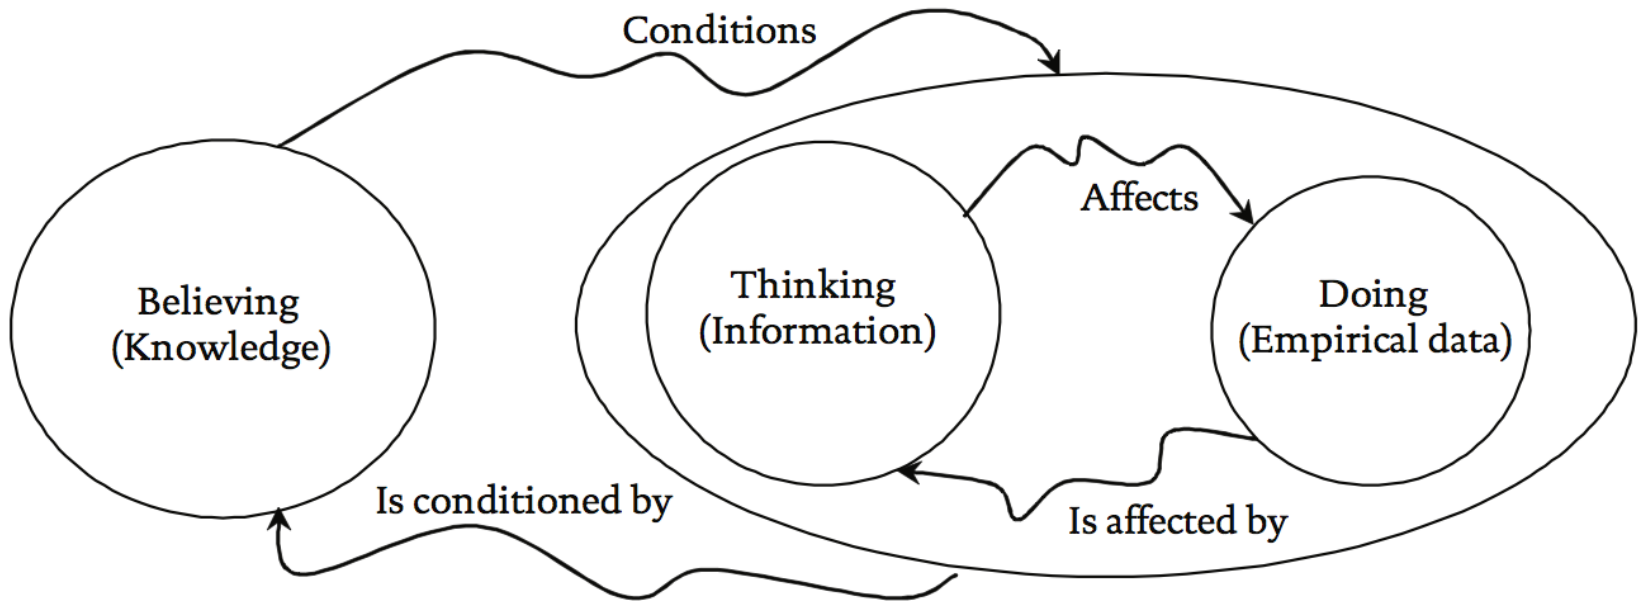 Conditions
Affects
Believing
(Knowledge)
Thinking
(Information)
Doing
(Empirical data)
Is conditioned by
Is affected by